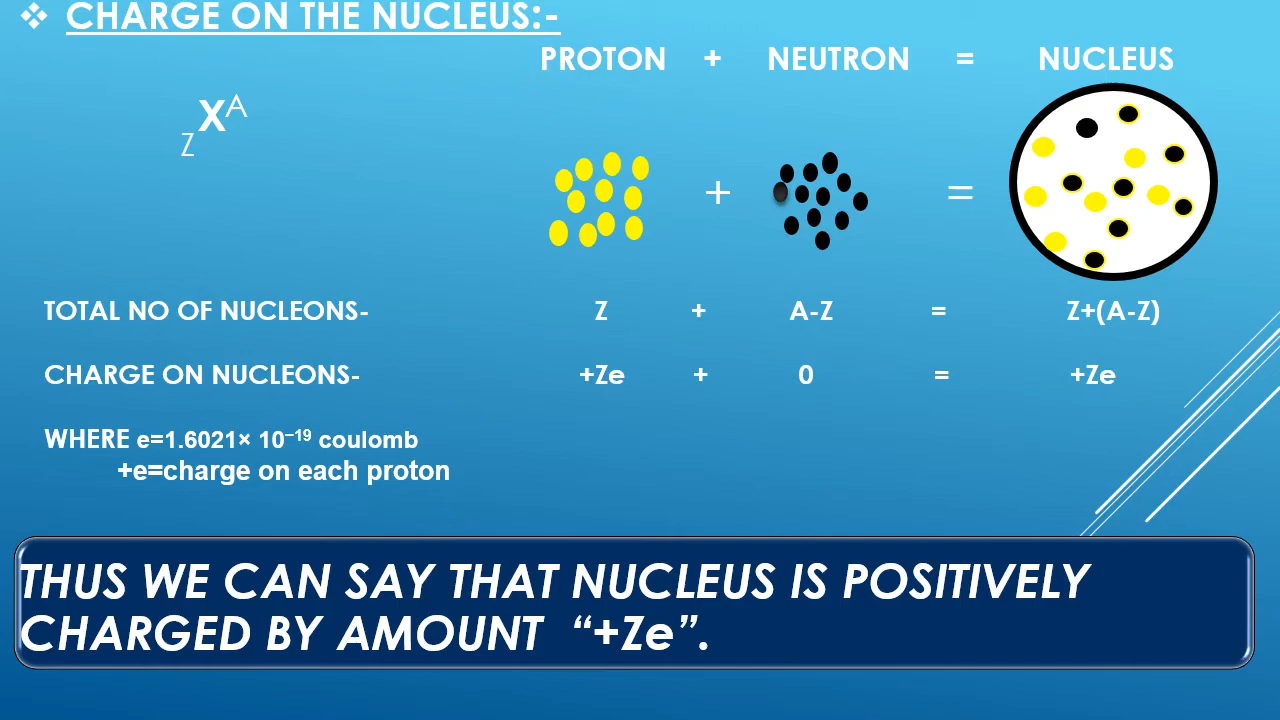 ❖ CHARGE ON THE NUCLEUS:-
PROTON + NEUTRON = NUCLEUS
ZXA
+ =
TOTAL NO OF NUCLEONS- Z + A-Z = Z+(A-Z)
CHARGE ON NUCLEONS- +Ze + 0 = +Ze
WHERE e=1.6021× 10⁻¹⁹ coulomb
+e=charge on each proton
THUS WE CAN SAY THAT NUCLEUS IS POSITIVELY
CHARGED BY AMOUNT “+Ze”.